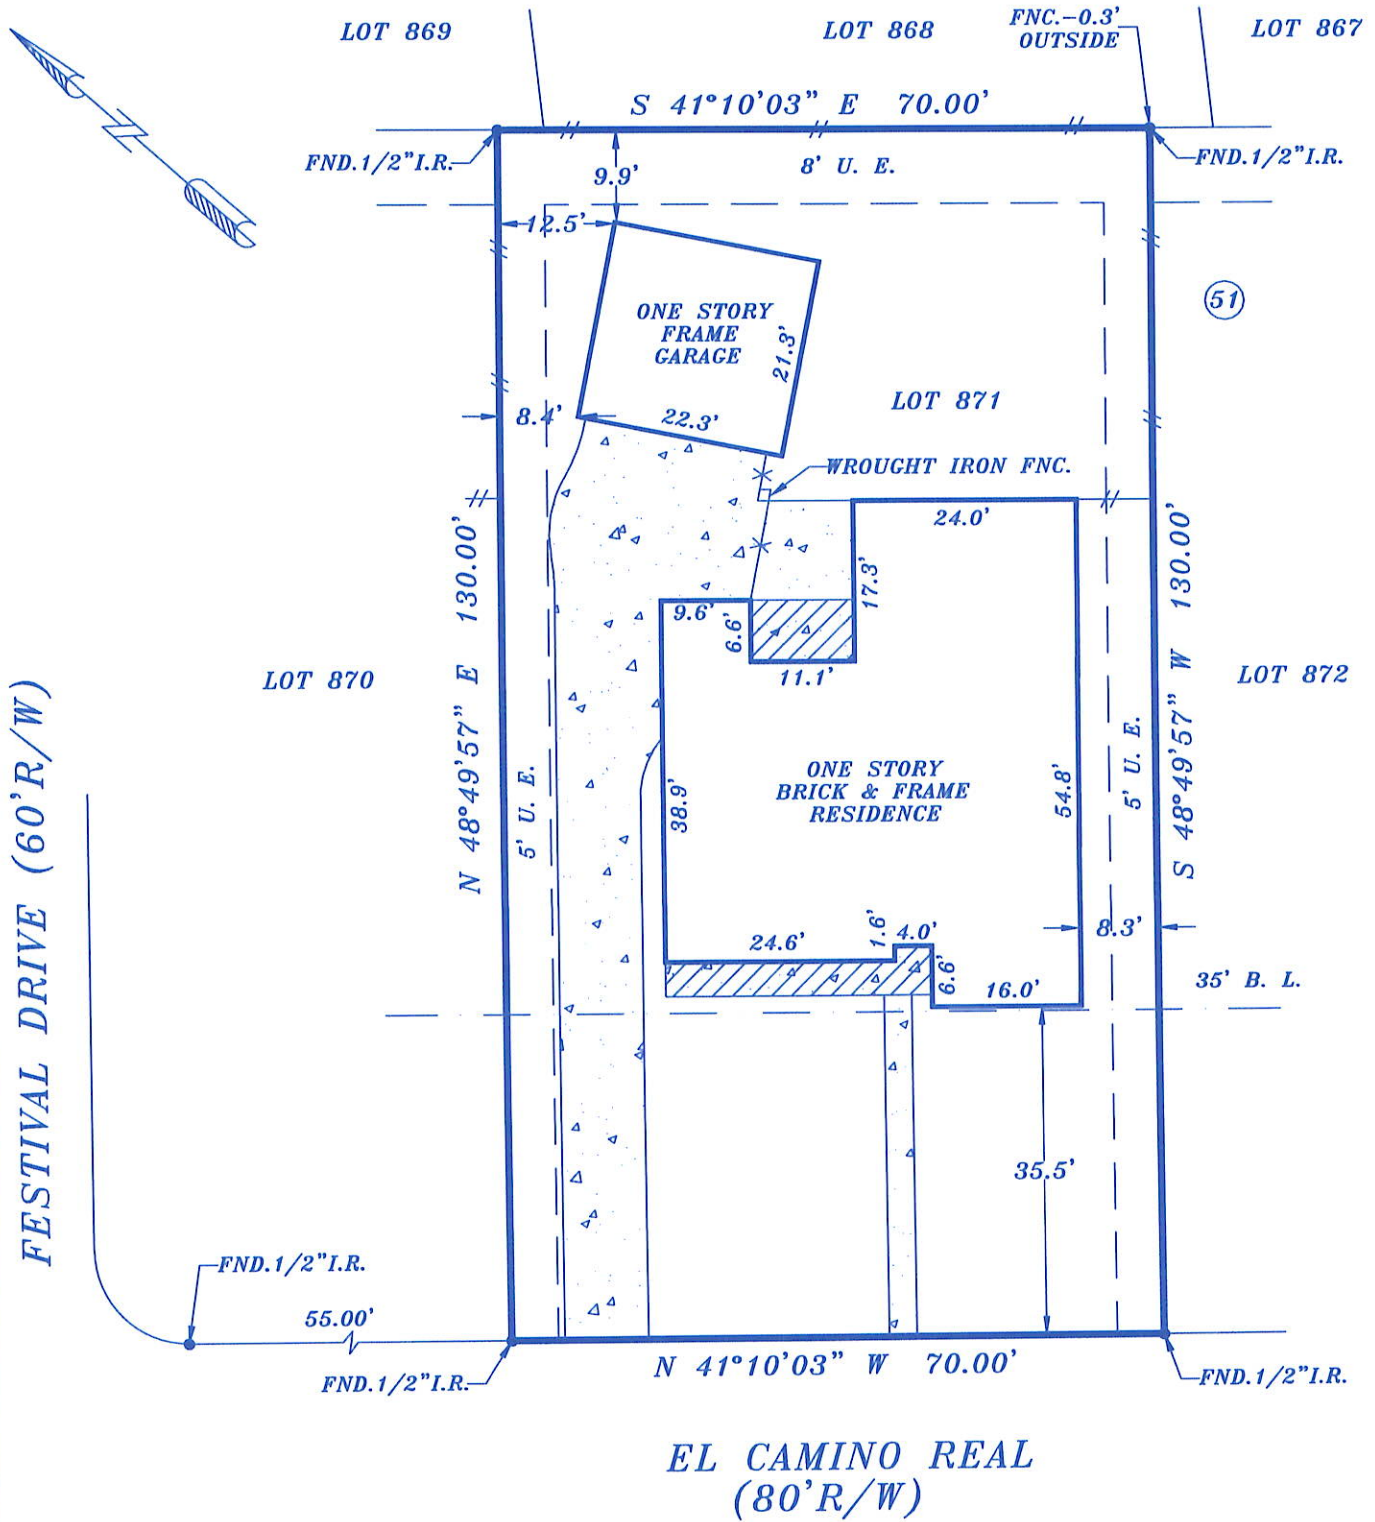 LOT 869
LOT 868
FNC.-0.3'
OUTSIDE
LOT 867
S 41°10'03" E 70.00'
FND.1/2"I.R.
8' U. E.
FND.1/2"I.R.
9.9'
12.5'
51
ONE STORY
FRAME
GARAGE
21.3'
LOT 871
8.4'
22.3'
WROUGHT IRON FNC.
24.0'
N 48°49'57" E 130.00'
S 48°49'57" W 130.00'
17.3'
9.6'
6.6'
11.1'
LOT 870
LOT 872
FESTIVAL DRIVE (60'R/W)
5' U. E.
5' U. E.
ONE STORY
BRICK & FRAME
RESIDENCE
38.9'
54.8'
24.6'
1.6'
4.0'
8.3'
6.6'
16.0'
35' B. L.
35.5'
FND.1/2"I.R.
55.00'
N 41°10'03" W 70.00'
FND.1/2"I.R.
FND.1/2"I.R.
EL CAMINO REAL
(80'R/W)
N